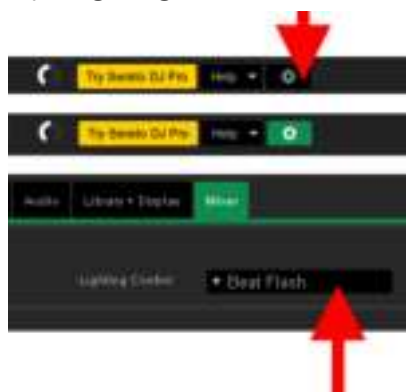 Try Serato DJ Pro Help
Try Serato DJ Pro Help
Audio Library + Display Mixer
Lighting Control Beat Flash